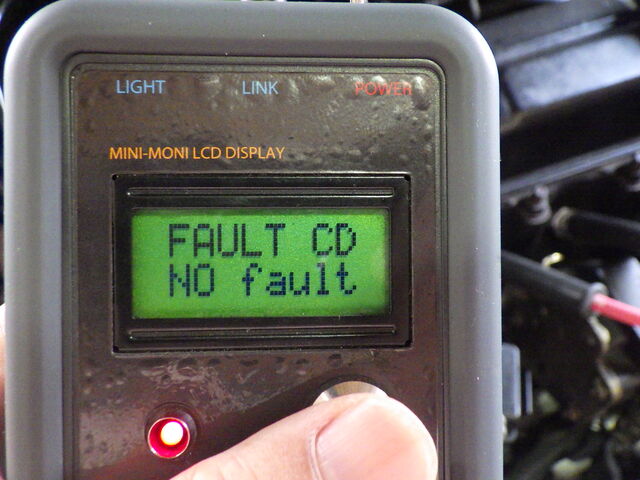 LIGHT LINK POWER
MINI-MONI LCD DISPLAY
FAULT CD
NO fault